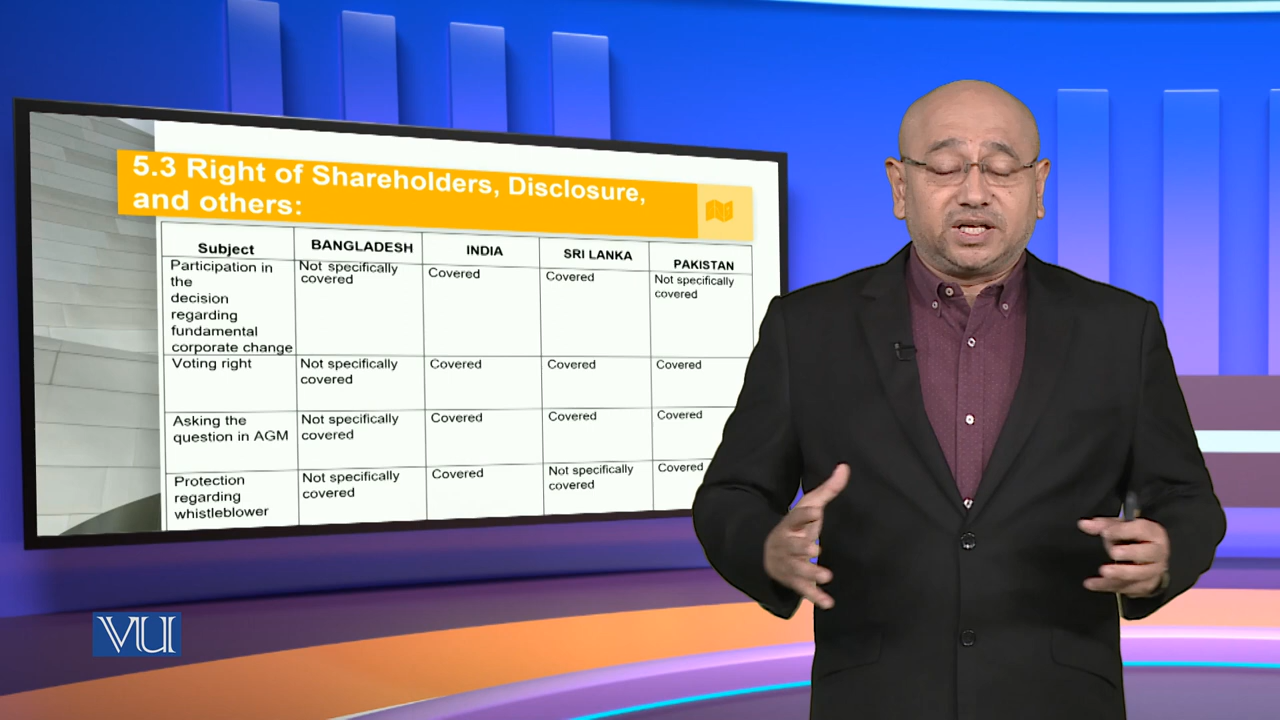 5.3 Right of Shareholders, Disclosure,
and others:
Subject BANGLADESH INDIA SRI LANKA PAKISTAN
Participation in
the
decision
regarding
fundamental
corporate change
Not specifically
covered
Covered
Covered
Not specifically
covered
Voting right
Not specifically
covered
Covered
Covered
Covered
Asking the
question in AGM
Not specifically
covered
Covered
Covered
Covered
Protection
regarding
whistleblower
Not specifically
covered
Covered
Not specifically
covered
Covered
VU